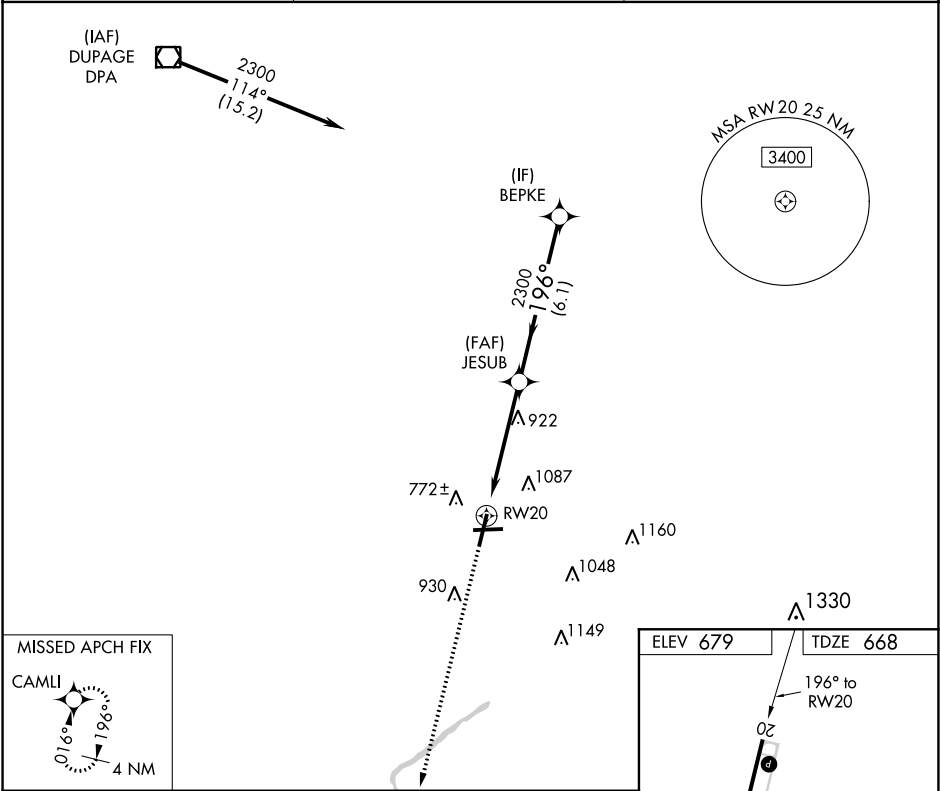 (IAF)
DUPAGE
DPA
2300
114°
(15.2)
MSA RW20 25 NM
3400
(IF)
BEPKE
2300
196°
(6.1)
(FAF)
JESUB
922
1087
772±
RW20
1160
1048
930
1149
1330
MISSED APCH FIX
CAMLI
016°
196°
4 NM
ELEV 679
TDZE 668
196° to
RW20
20
P